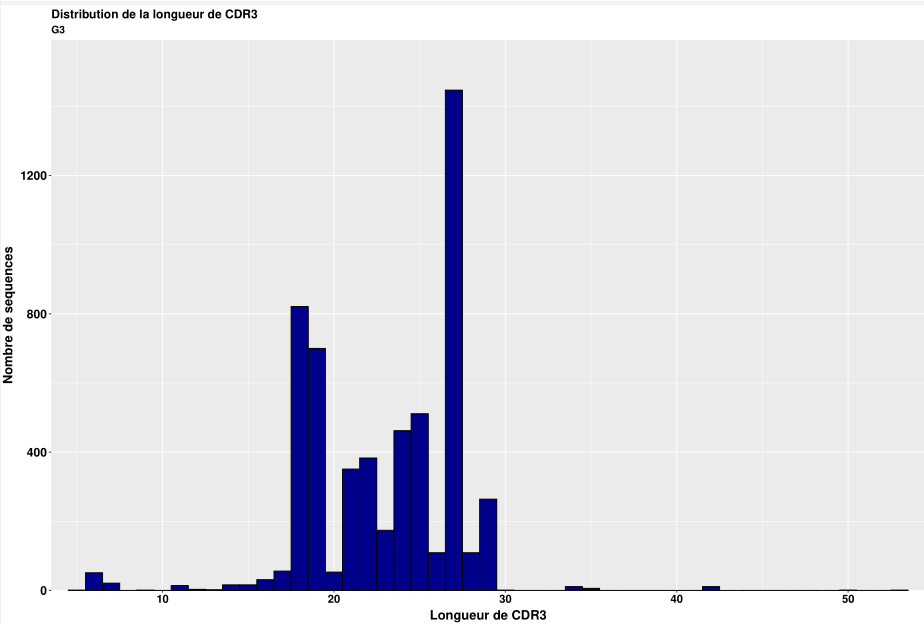 Distribution de la longueur de CDR3
G3
Nombre de sequences
1200
800
400
0
10 20 30 40 50
Longueur de CDR3